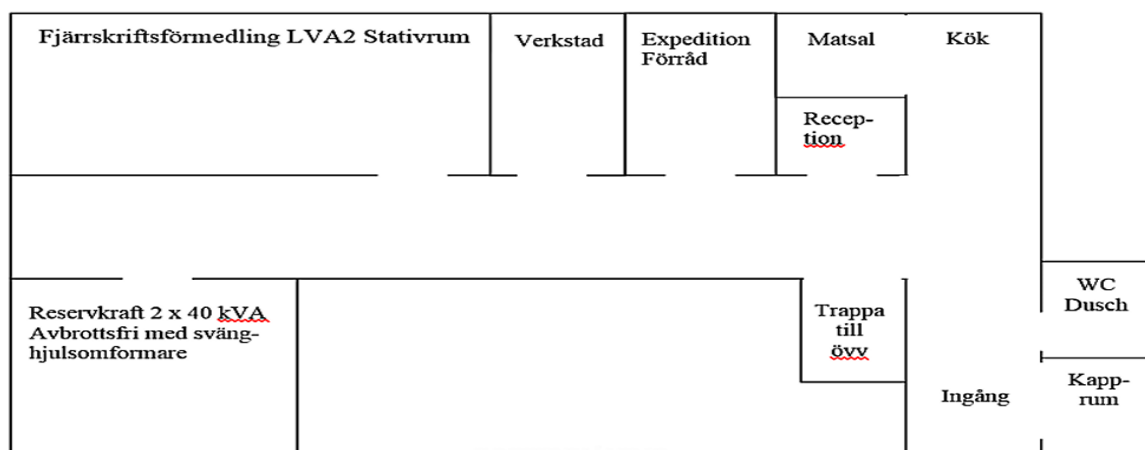 Fjärrskriftsförmedling LVA2 Stativrum
Verkstad
Expedition
Förråd
Matsal
Kök
Recep-
tion
Reservkraft 2 x 40 kVA
Avbrottsfri med sväng-
hjulsomformare
Trappa
till
övv
WC
Dusch
Ingång
Kapp-
rum